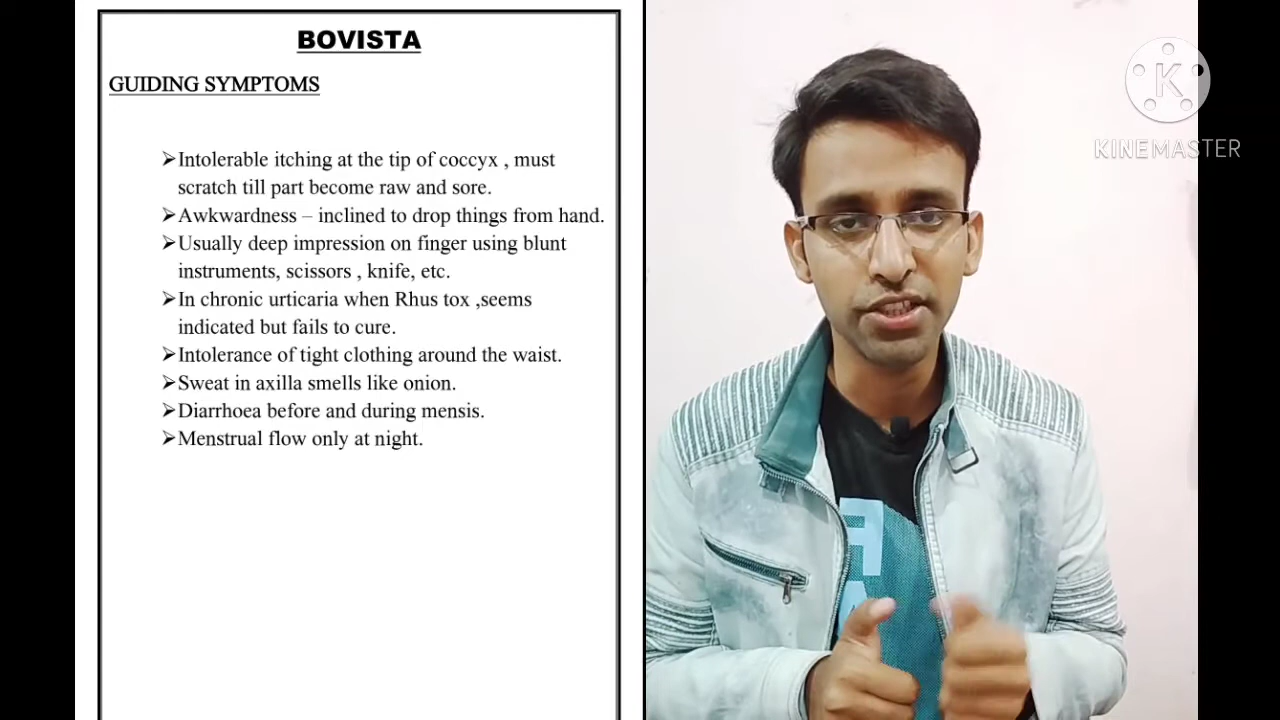 BOVISTA
GUIDING SYMPTOMS
➢Intolerable itching at the tip of coccyx , must
scratch till part become raw and sore.
➢Awkwardness – inclined to drop things from hand.
➢Usually deep impression on finger using blunt
instruments, scissors , knife, etc.
➢In chronic urticaria when Rhus tox ,seems
indicated but fails to cure.
➢Intolerance of tight clothing around the waist.
➢Sweat in axilla smells like onion.
➢Diarrhoea before and during mensis.
➢Menstrual flow only at night.
K
KINEMASTER